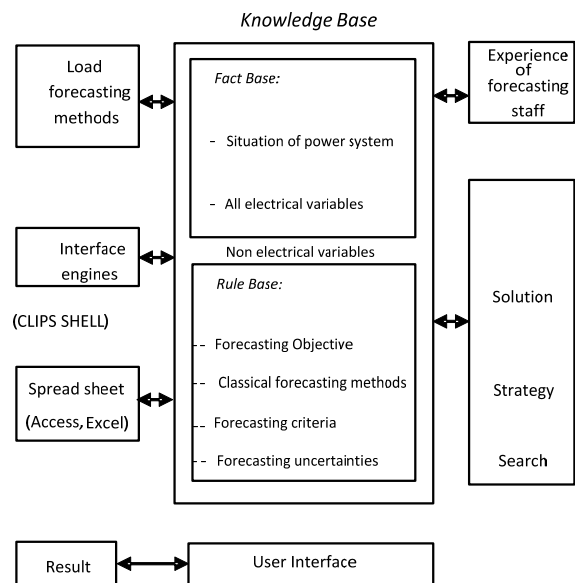 Knowledge Base
Load
forecasting
methods
Fact Base:
- Situation of power system
- All electrical variables
Experience
of
forecasting
staff
Interface
engines
(CLIPS SHELL)
Non electrical variables
Rule Base:
-- Forecasting Objective
-- Classical forecasting methods
-- Forecasting criteria
-- Forecasting uncertainties
Spread sheet
(Access, Excel)
Solution
Strategy
Search
Result
User Interface